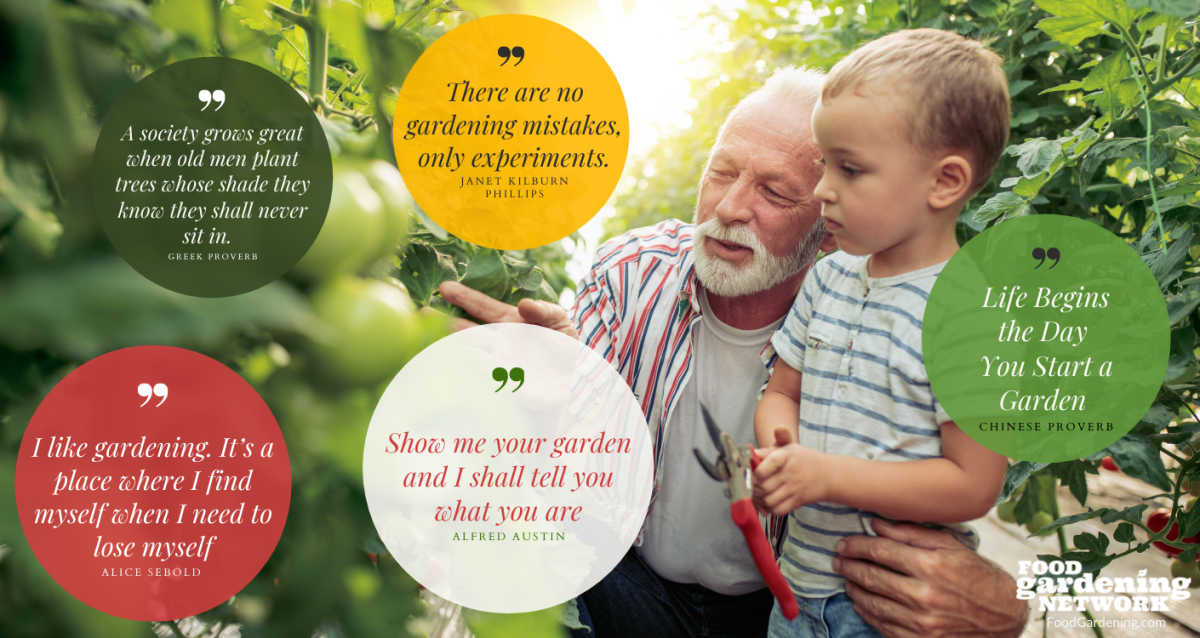 ”
A society grows great
when old men plant
trees whose shade they
know they shall never
sit in.
GREEK PROVERB
”
There are no
gardening mistakes,
only experiments.
JANET KILBURN
PHILLIPS
”
Life Begins
the Day
You Start a
Garden
CHINESE PROVERB
”
I like gardening. It’s a
place where I find
myself when I need to
lose myself
ALICE SEBOLD
”
Show me your garden
and I shall tell you
what you are
ALFRED AUSTIN
FOOD
gardening
NETWORK
FoodGardening.com